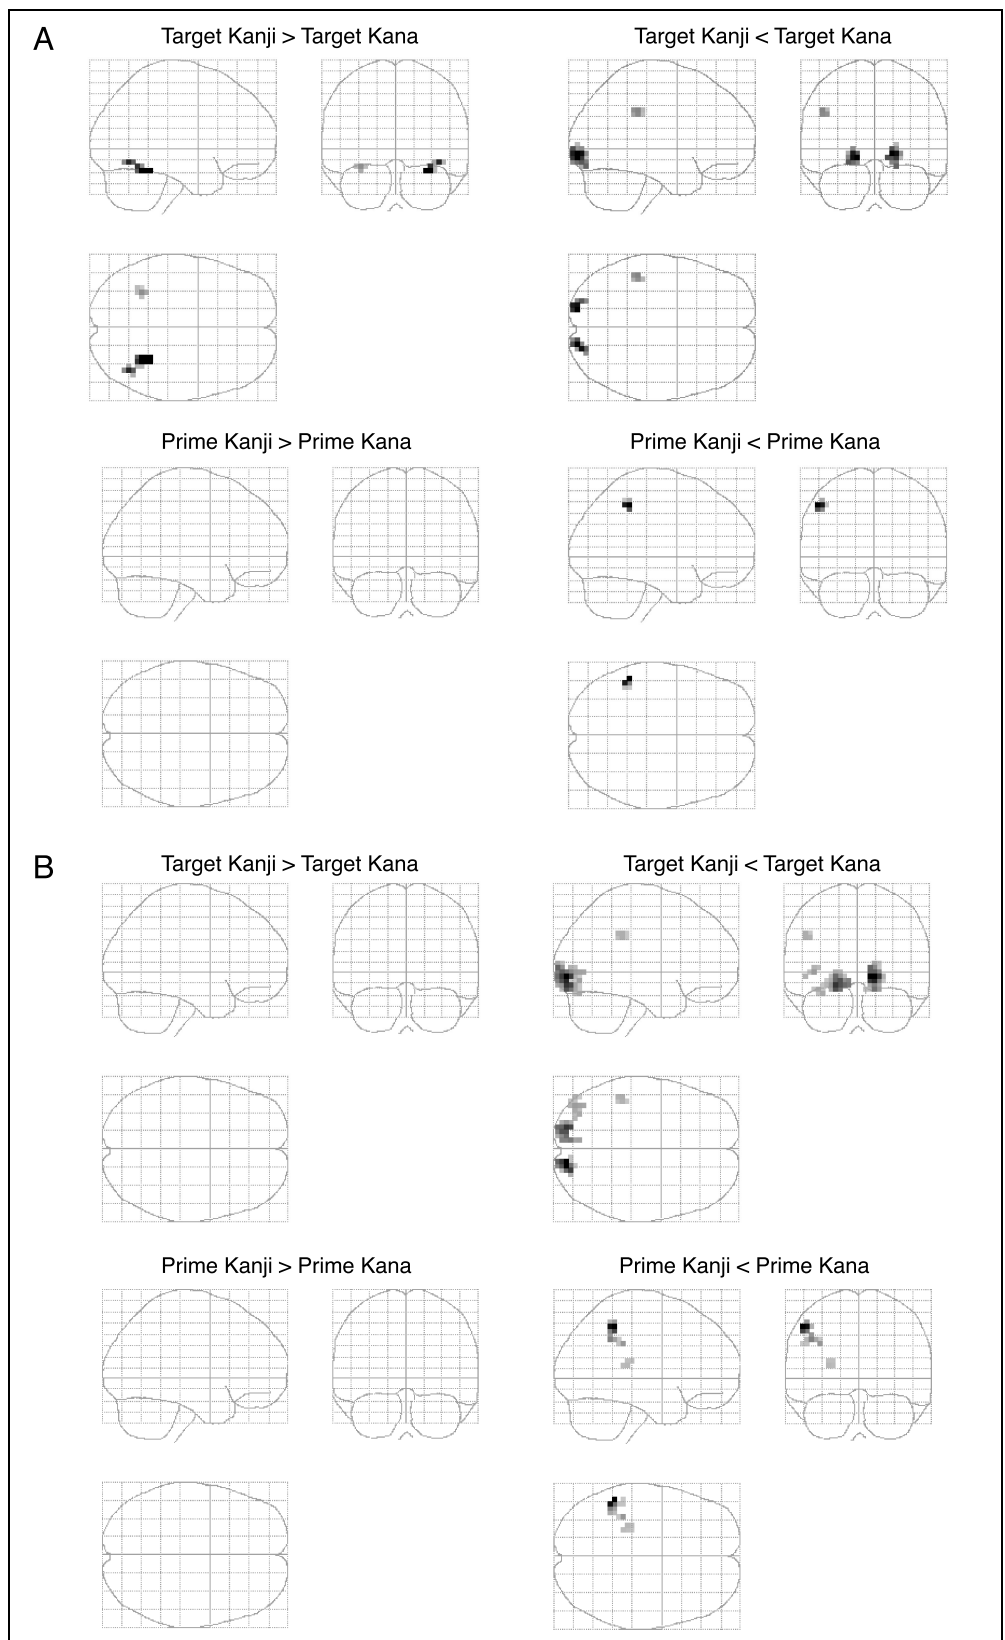 A
Target Kanji > Target Kana
Target Kanji < Target Kana
Prime Kanji > Prime Kana
Prime Kanji < Prime Kana
B
Target Kanji > Target Kana
Target Kanji < Target Kana
Prime Kanji > Prime Kana
Prime Kanji < Prime Kana